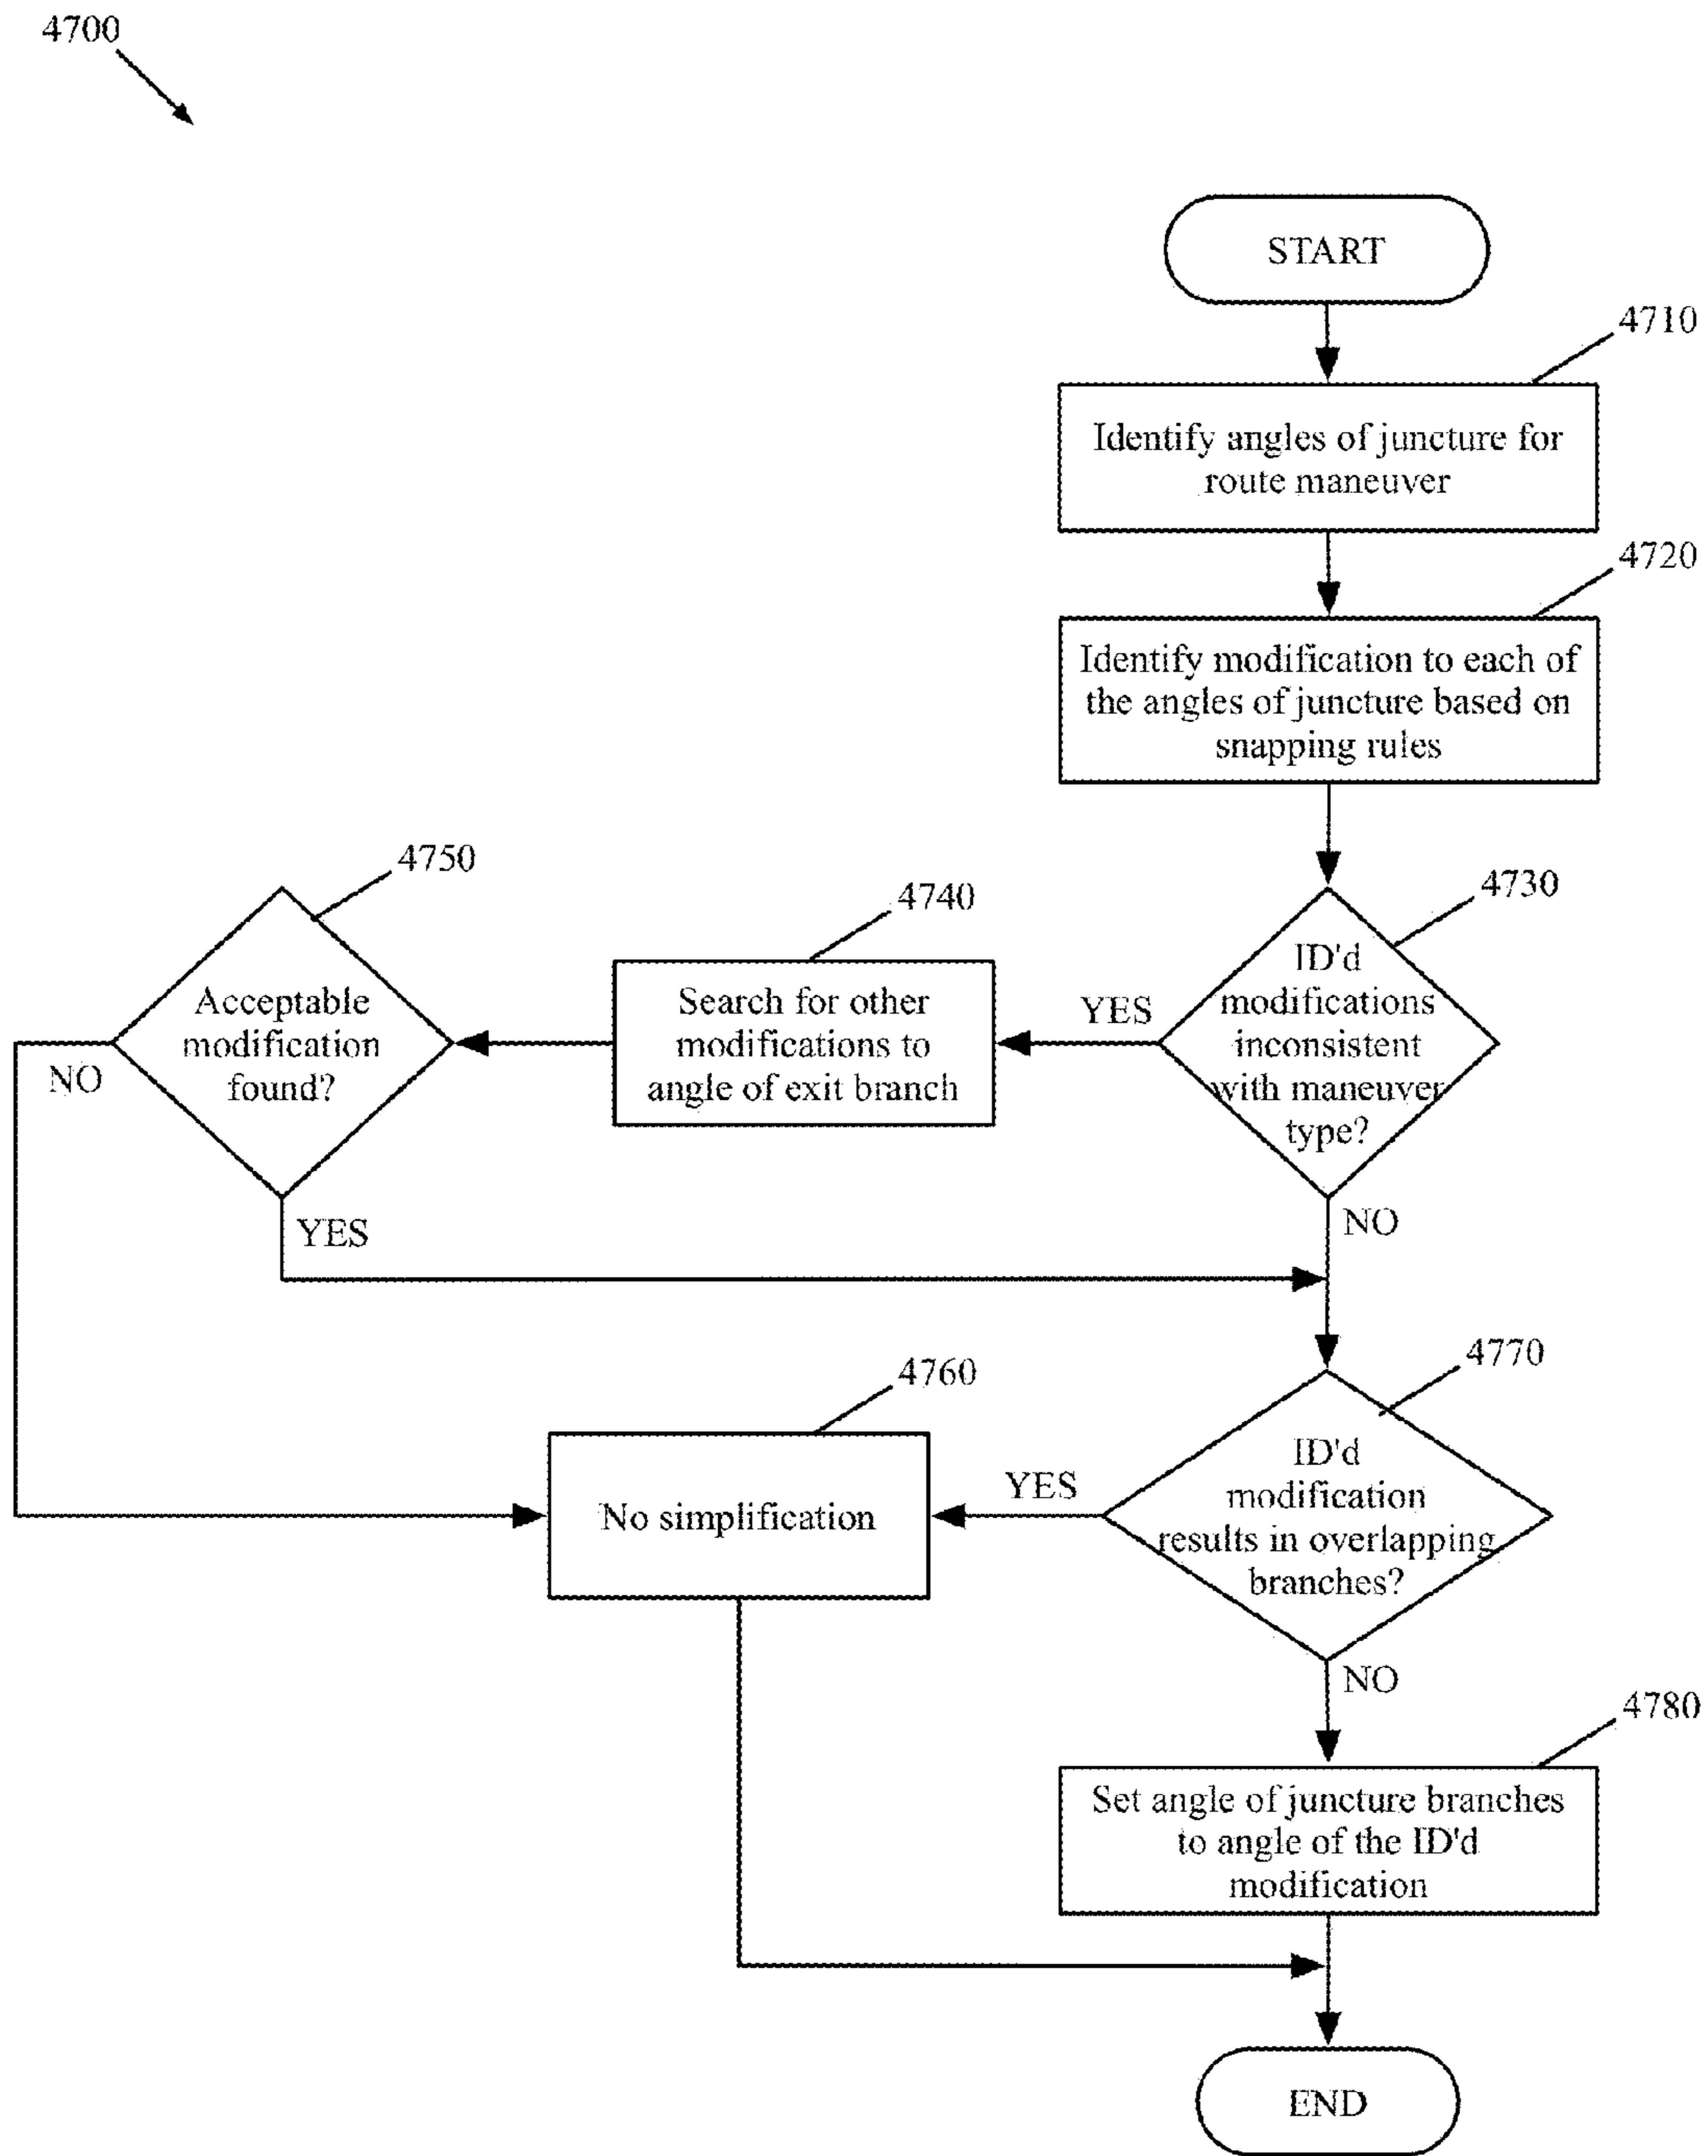 4700
START
4710
Identify angles of juncture for
route maneuver
4720
Identify modification to each of
the angles of juncture based on
snapping rules
4730
ID'd
modifications
inconsistent
with maneuver
type?
YES
NO
4740
Search for other
modifications to
angle of exit branch
4750
Acceptable
modification
found?
NO
YES
4760
No simplification
4770
ID'd
modification
results in overlapping
branches?
YES
NO
4780
Set angle of juncture branches
to angle of the ID'd
modification
END